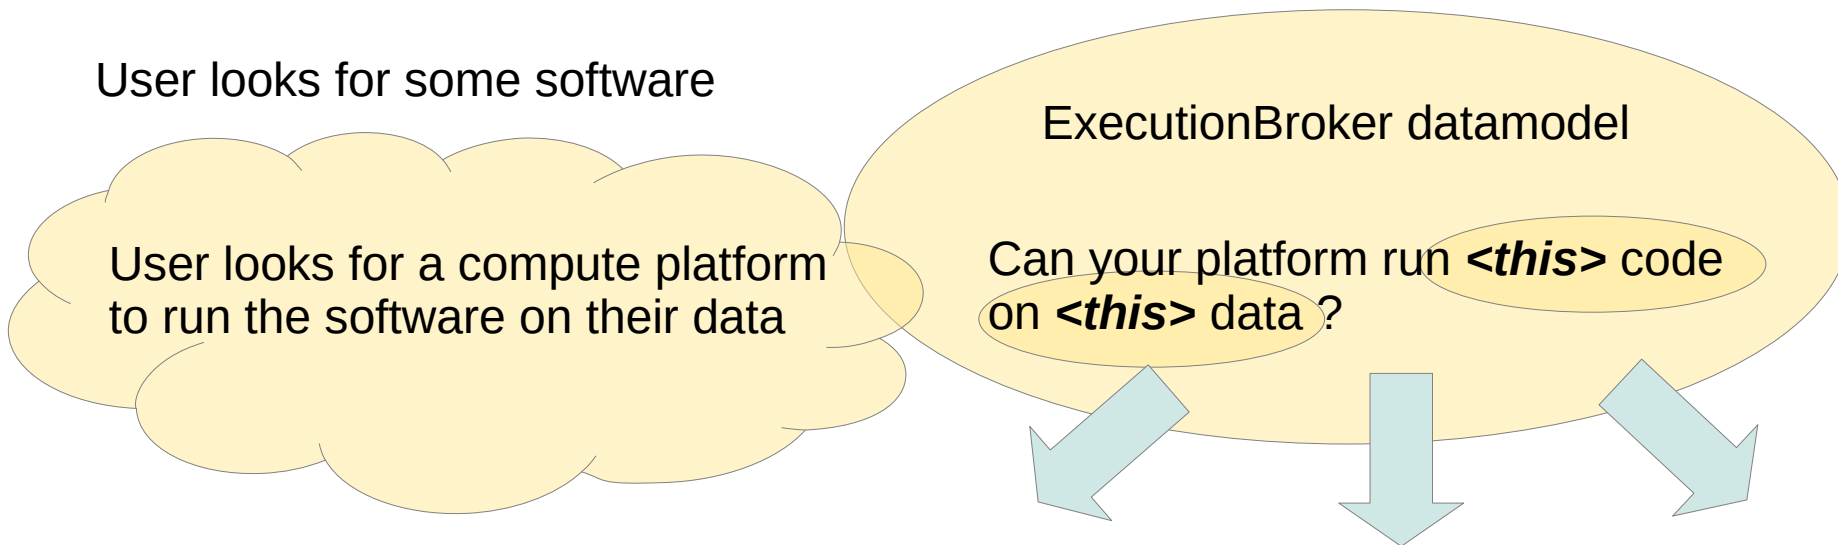 User looks for some software
User looks for a compute platform
to run the software on their data
ExecutionBroker datamodel
Can your platform run <this> code
on <this> data ?